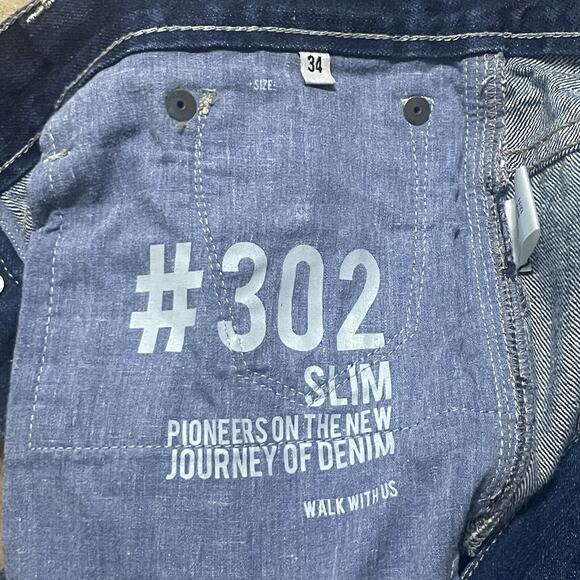 34
SIZE:
#302
SLIM
PIONEERS ON THE NEW
JOURNEY OF DENIM
WALK WITH US